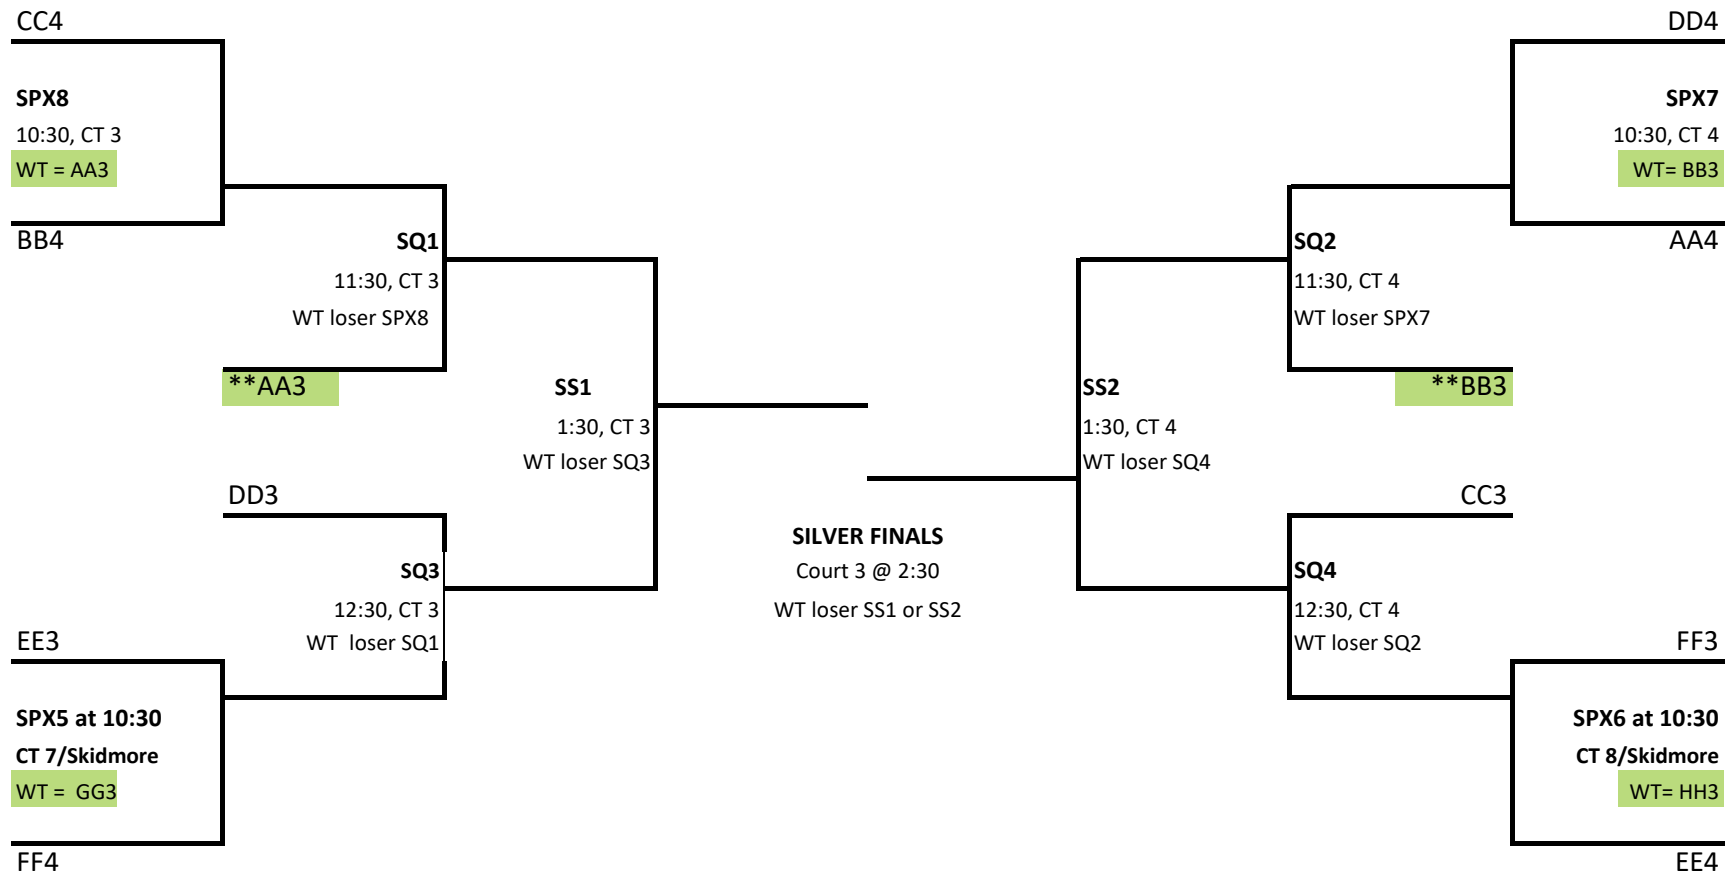 CC4
SPX8
10:30, CT 3
WT = AA3
BB4
SQ1
11:30, CT 3
WT loser SPX8
**AA3
SS1
1:30, CT 3
WT loser SQ3
DD3
SQ3
12:30, CT 3
WT  loser SQ1
EE3
SPX5 at 10:30
CT 7/Skidmore
WT =  GG3
FF4
SILVER FINALS
Court 3 @ 2:30
WT loser SS1 or SS2
DD4
SPX7
10:30, CT 4
WT= BB3
AA4
SQ2
11:30, CT 4
WT loser SPX7
**BB3
SS2
1:30, CT 4
WT loser SQ4
CC3
SQ4
12:30, CT 4
WT loser SQ2
FF3
SPX6 at 10:30
CT 8/Skidmore
WT= HH3
EE4